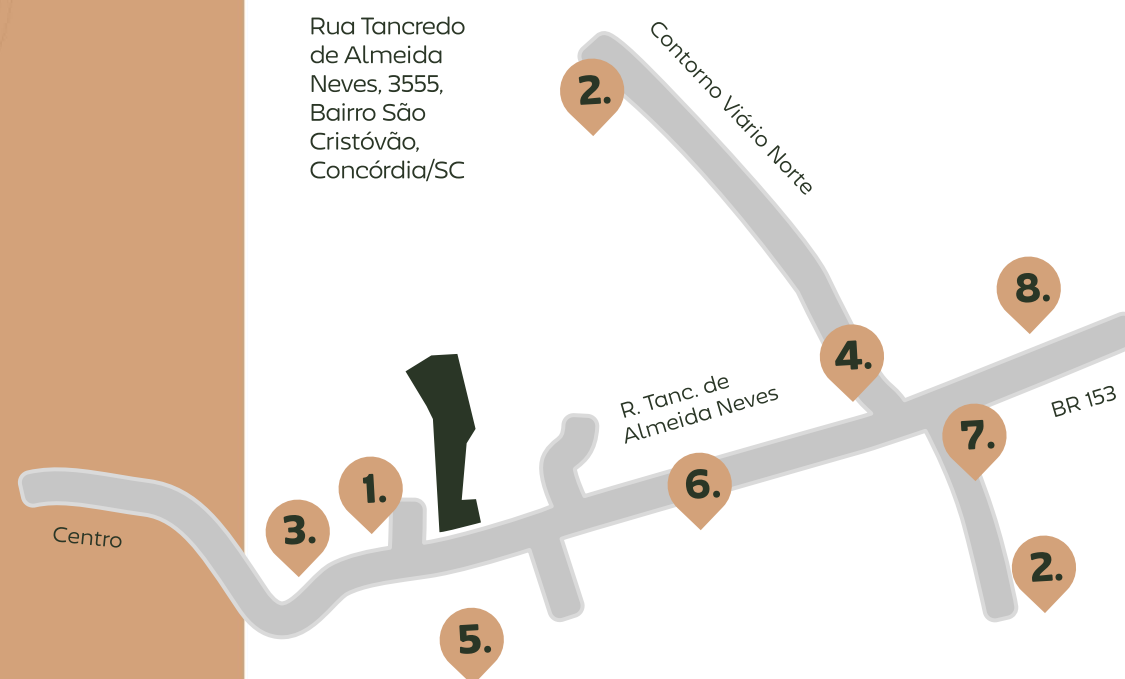 Rua Tancredo
de Almeida
Neves, 3555,
Bairro São
Cristóvão,
Concórdia/SC
Contorno Viário Norte
2.
8.
4.
R. Tanc. de
Almeida Neves
BR 153
7.
6.
1.
3.
Centro
2.
5.